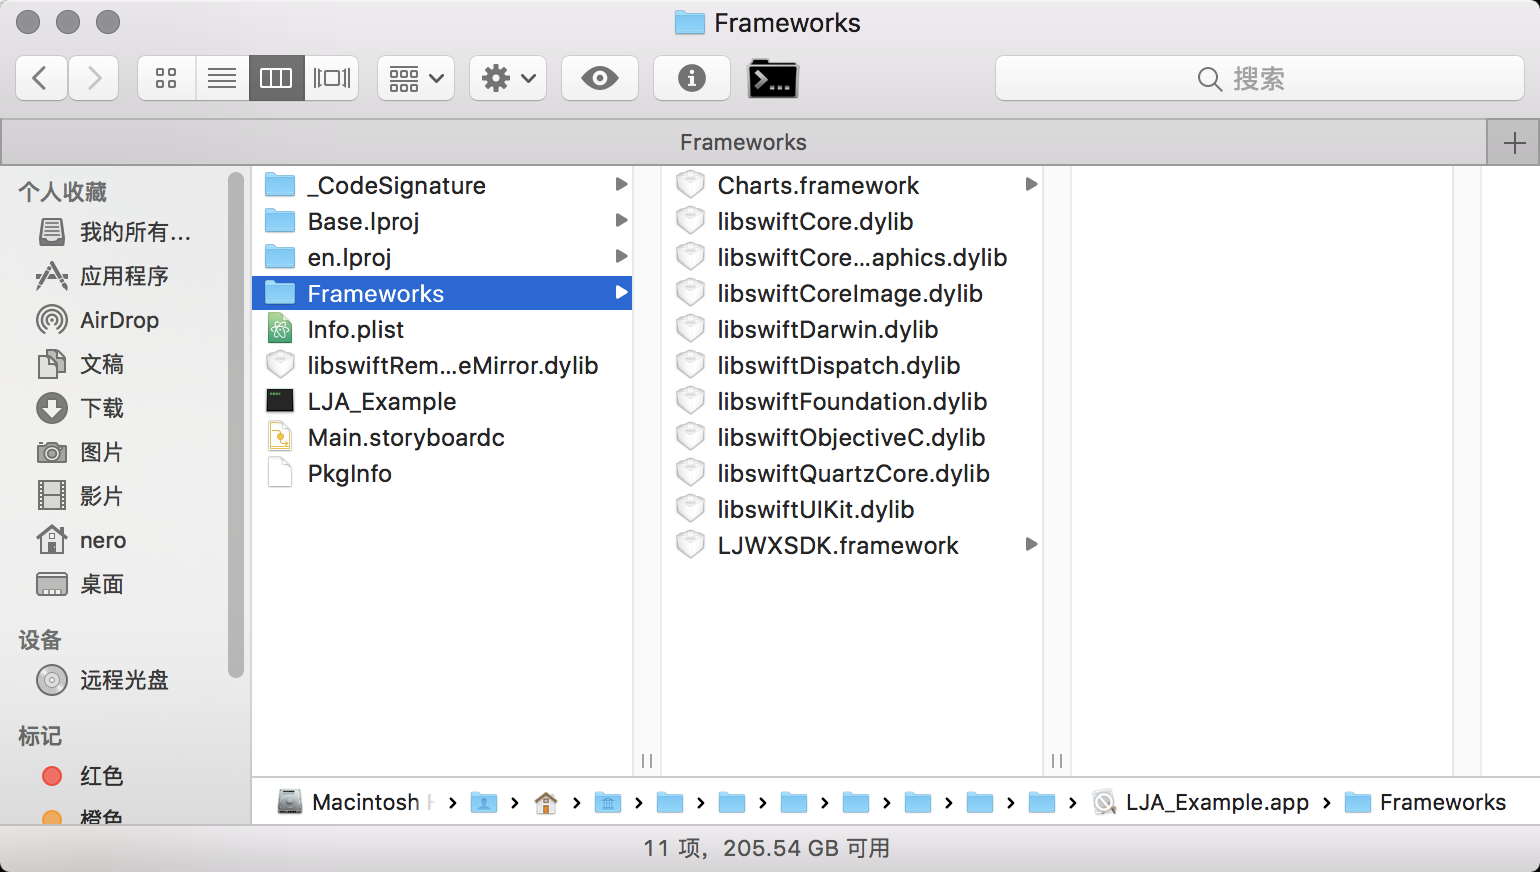 Frameworks
搜索
Frameworks
个人收藏
我的所有...
应用程序
AirDrop
文稿
下载
图片
影片
nero
桌面
设备
远程光盘
标记
红色
橙色
_CodeSignature
Base.lproj
en.lproj
Frameworks
Info.plist
libswiftRem...eMirror.dylib
LJA_Example
Main.storyboardc
PkgInfo
Charts.framework
libswiftCore.dylib
libswiftCore...aphics.dylib
libswiftCoreImage.dylib
libswiftDarwin.dylib
libswiftDispatch.dylib
libswiftFoundation.dylib
libswiftObjectiveC.dylib
libswiftQuartzCore.dylib
libswiftUIKit.dylib
LJWXSDK.framework
Macintosh › › › › › › › › › › › LJA_Example.app › Frameworks
11 项，205.54 GB 可用